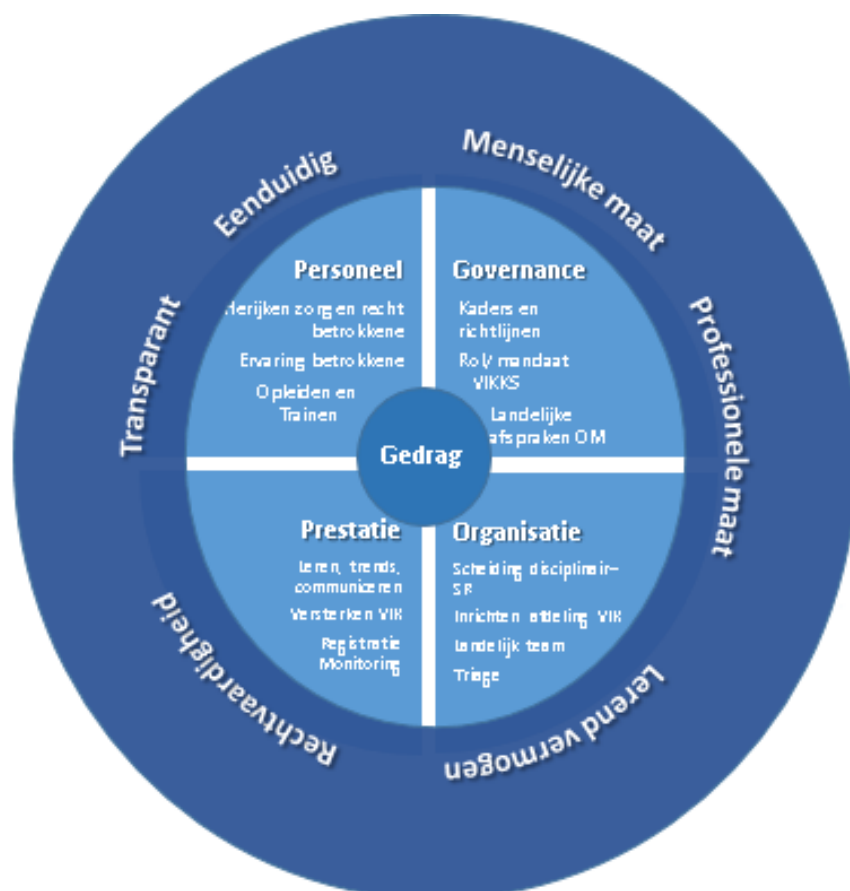 Menselijke maat
Eenduidig
Professionele maat
Transparant
Personeel
Herijken zorg en recht
betrokkene
Ervaring betrokkene
Opleiden en
Trainen
Governance
Kaders en
richtlijnen
Rol/ mandaat
VIKKS
Landelijke
afspraken OM
Gedrag
Prestatie
Leren, trends,
communiceren
Versterken VIK
Registratie
Monitoring
Organisatie
Scheiding disciplinair–
SR
Inrichten afdeling VIK
Landelijk team
Triage
Rechtvaardigheid
Lerend vermogen